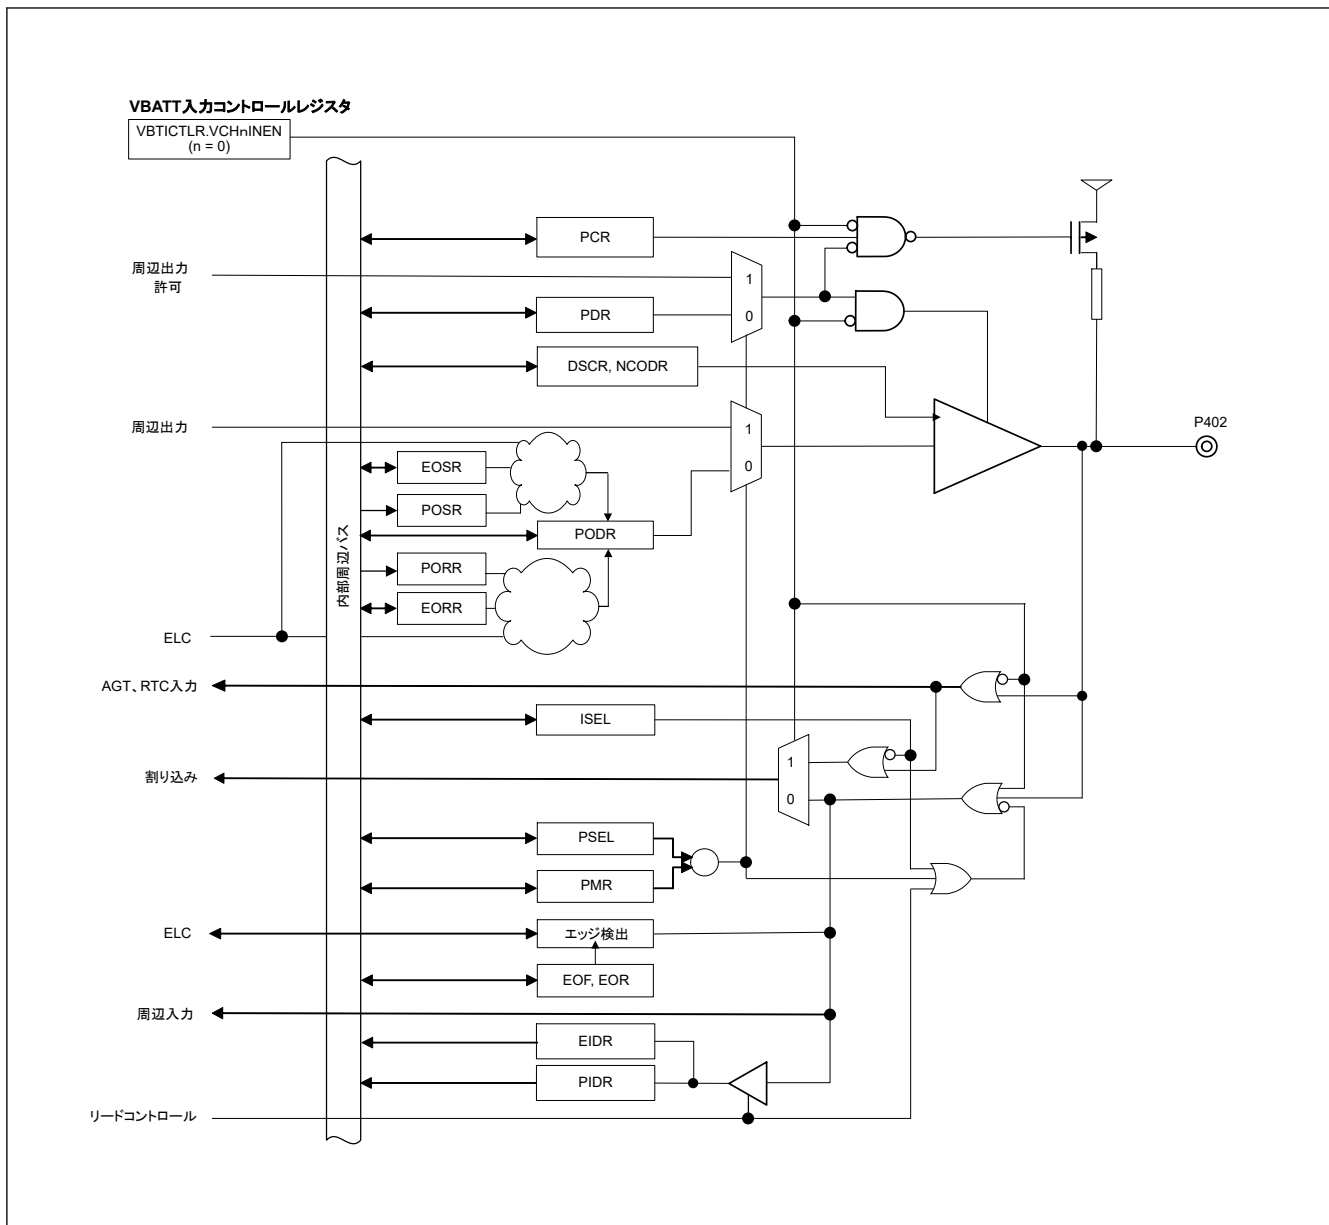 VBATT入力コントロールレジスタ
VBTICTLR.VCHnINEN
(n = 0)
PCR
周辺出力
許可
1
0
PDR
DSCR, NCODR
周辺出力
1
0
P402
EOSR
POSR
PODR
内部周辺バス
PORR
EORR
ELC
AGT、RTC入力
ISEL
割り込み
1
0
PSEL
PMR
ELC
エッジ検出
EOF, EOR
周辺入力
EIDR
PIDR
リードコントロール